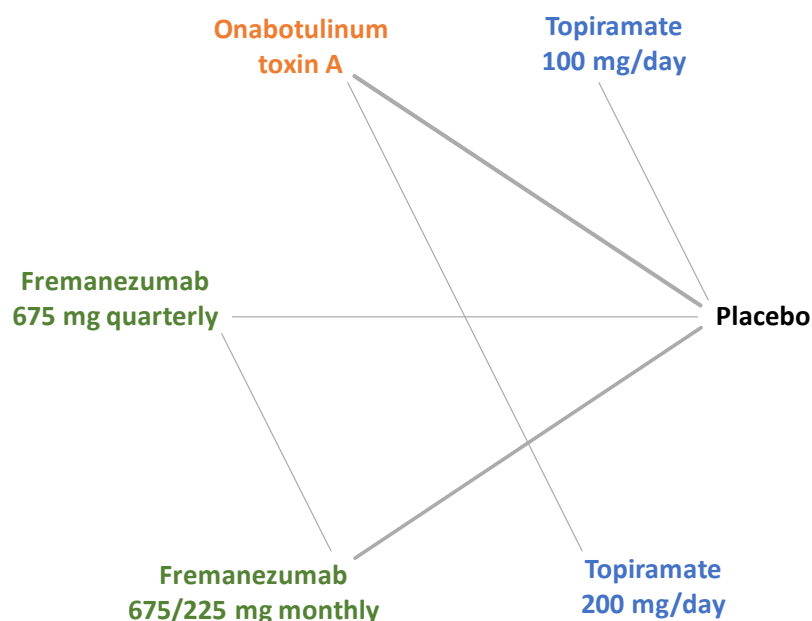 Onabotulinum
toxin A
Topiramate
100 mg/day
Fremanezumab
675 mg quarterly
Placebo
Fremanezumab
675/225 mg monthly
Topiramate
200 mg/day